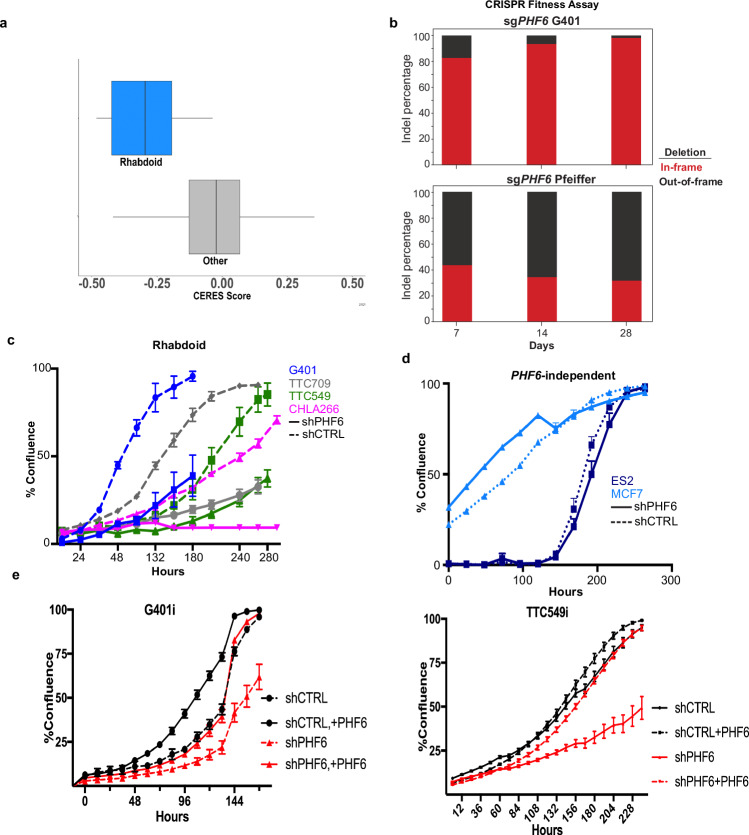 a
Rhabdoid
Other
-0.50 -0.25 0.00 0.25 0.50
CERES Score
b
CRISPR Fitness Assay
sgPHF6 G401
Indel percentage
100
80
60
40
20
0
sgPHF6 Pfeiffer
Indel percentage
100
80
60
40
20
0
7 14 28
Days
Deletion
In-frame
Out-of-frame
c
Rhabdoid
% Confluence
100
50
0
24 48 132 180 240 280
Hours
G401
TTC709
TTC549
CHLA266
shPHF6
shCTRL
d
PHF6-independent
% Confluence
100
50
0
0 100 200 300
Hours
ES2
MCF7
shPHF6
shCTRL
e
G401i
%Confluence
100
75
50
25
0 48 96 144
Hours
shCTRL
shCTRL,+PHF6
shPHF6
shPHF6,+PHF6
TTC549i
%Confluence
100
75
50
25
12 36 60 84 108 132 156 180 204 228
Hours
shCTRL
shCTRL+PHF6
shPHF6
shPHF6+PHF6